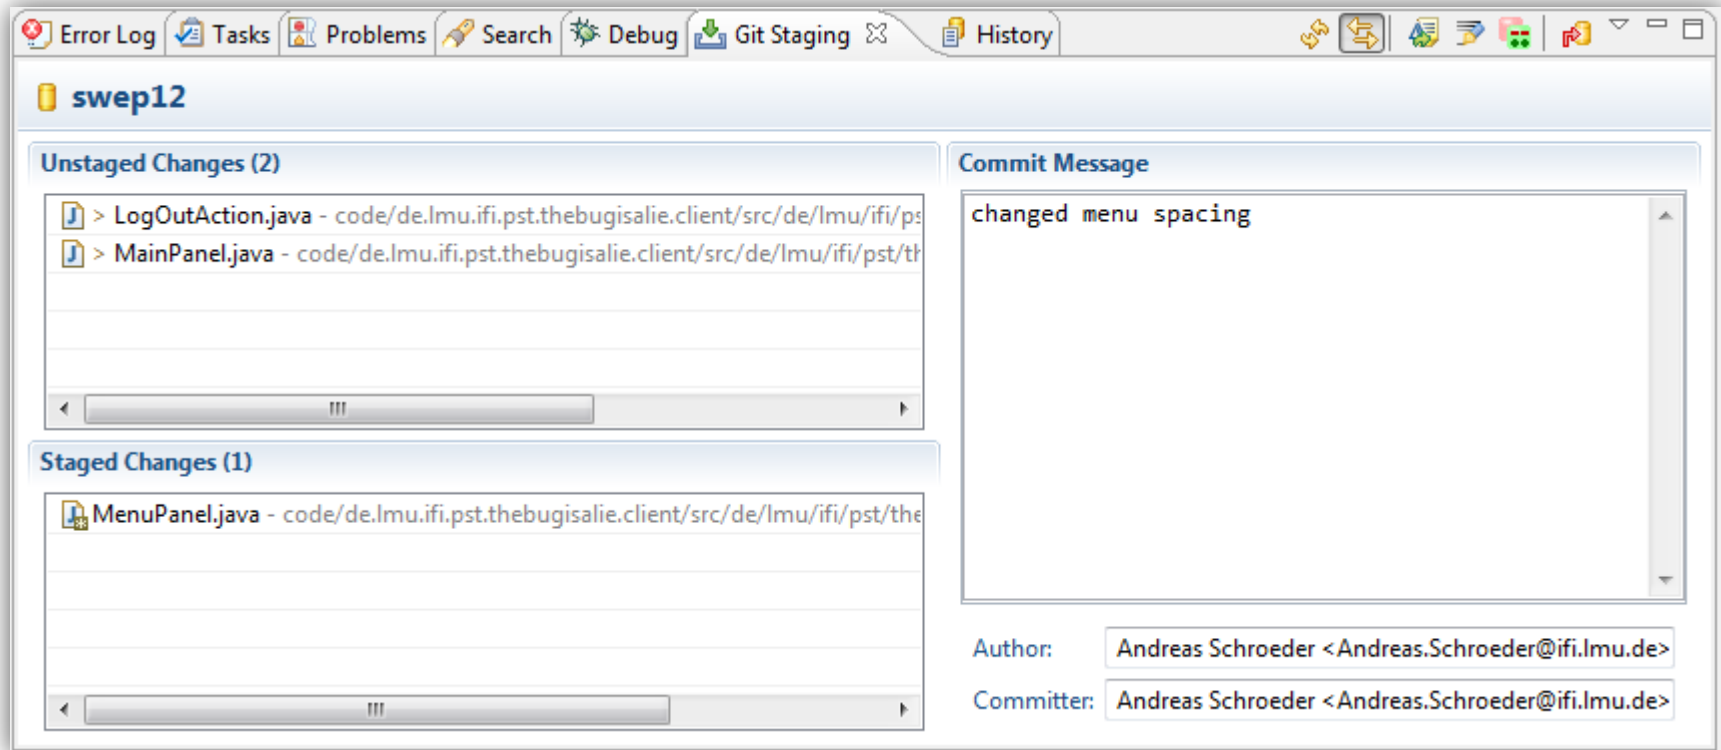 Error Log Tasks Problems Search Debug Git Staging History
swep12
Unstaged Changes (2)
> LogOutAction.java - code/de.lmu.ifi.pst.thebugisalie.client/src/de/lmu/ifi/ps
> MainPanel.java - code/de.lmu.ifi.pst.thebugisalie.client/src/de/lmu/ifi/pst/th
Staged Changes (1)
MenuPanel.java - code/de.lmu.ifi.pst.thebugisalie.client/src/de/lmu/ifi/pst/the
Commit Message
changed menu spacing
Author: Andreas Schroeder <Andreas.Schroeder@ifi.lmu.de>
Committer: Andreas Schroeder <Andreas.Schroeder@ifi.lmu.de>